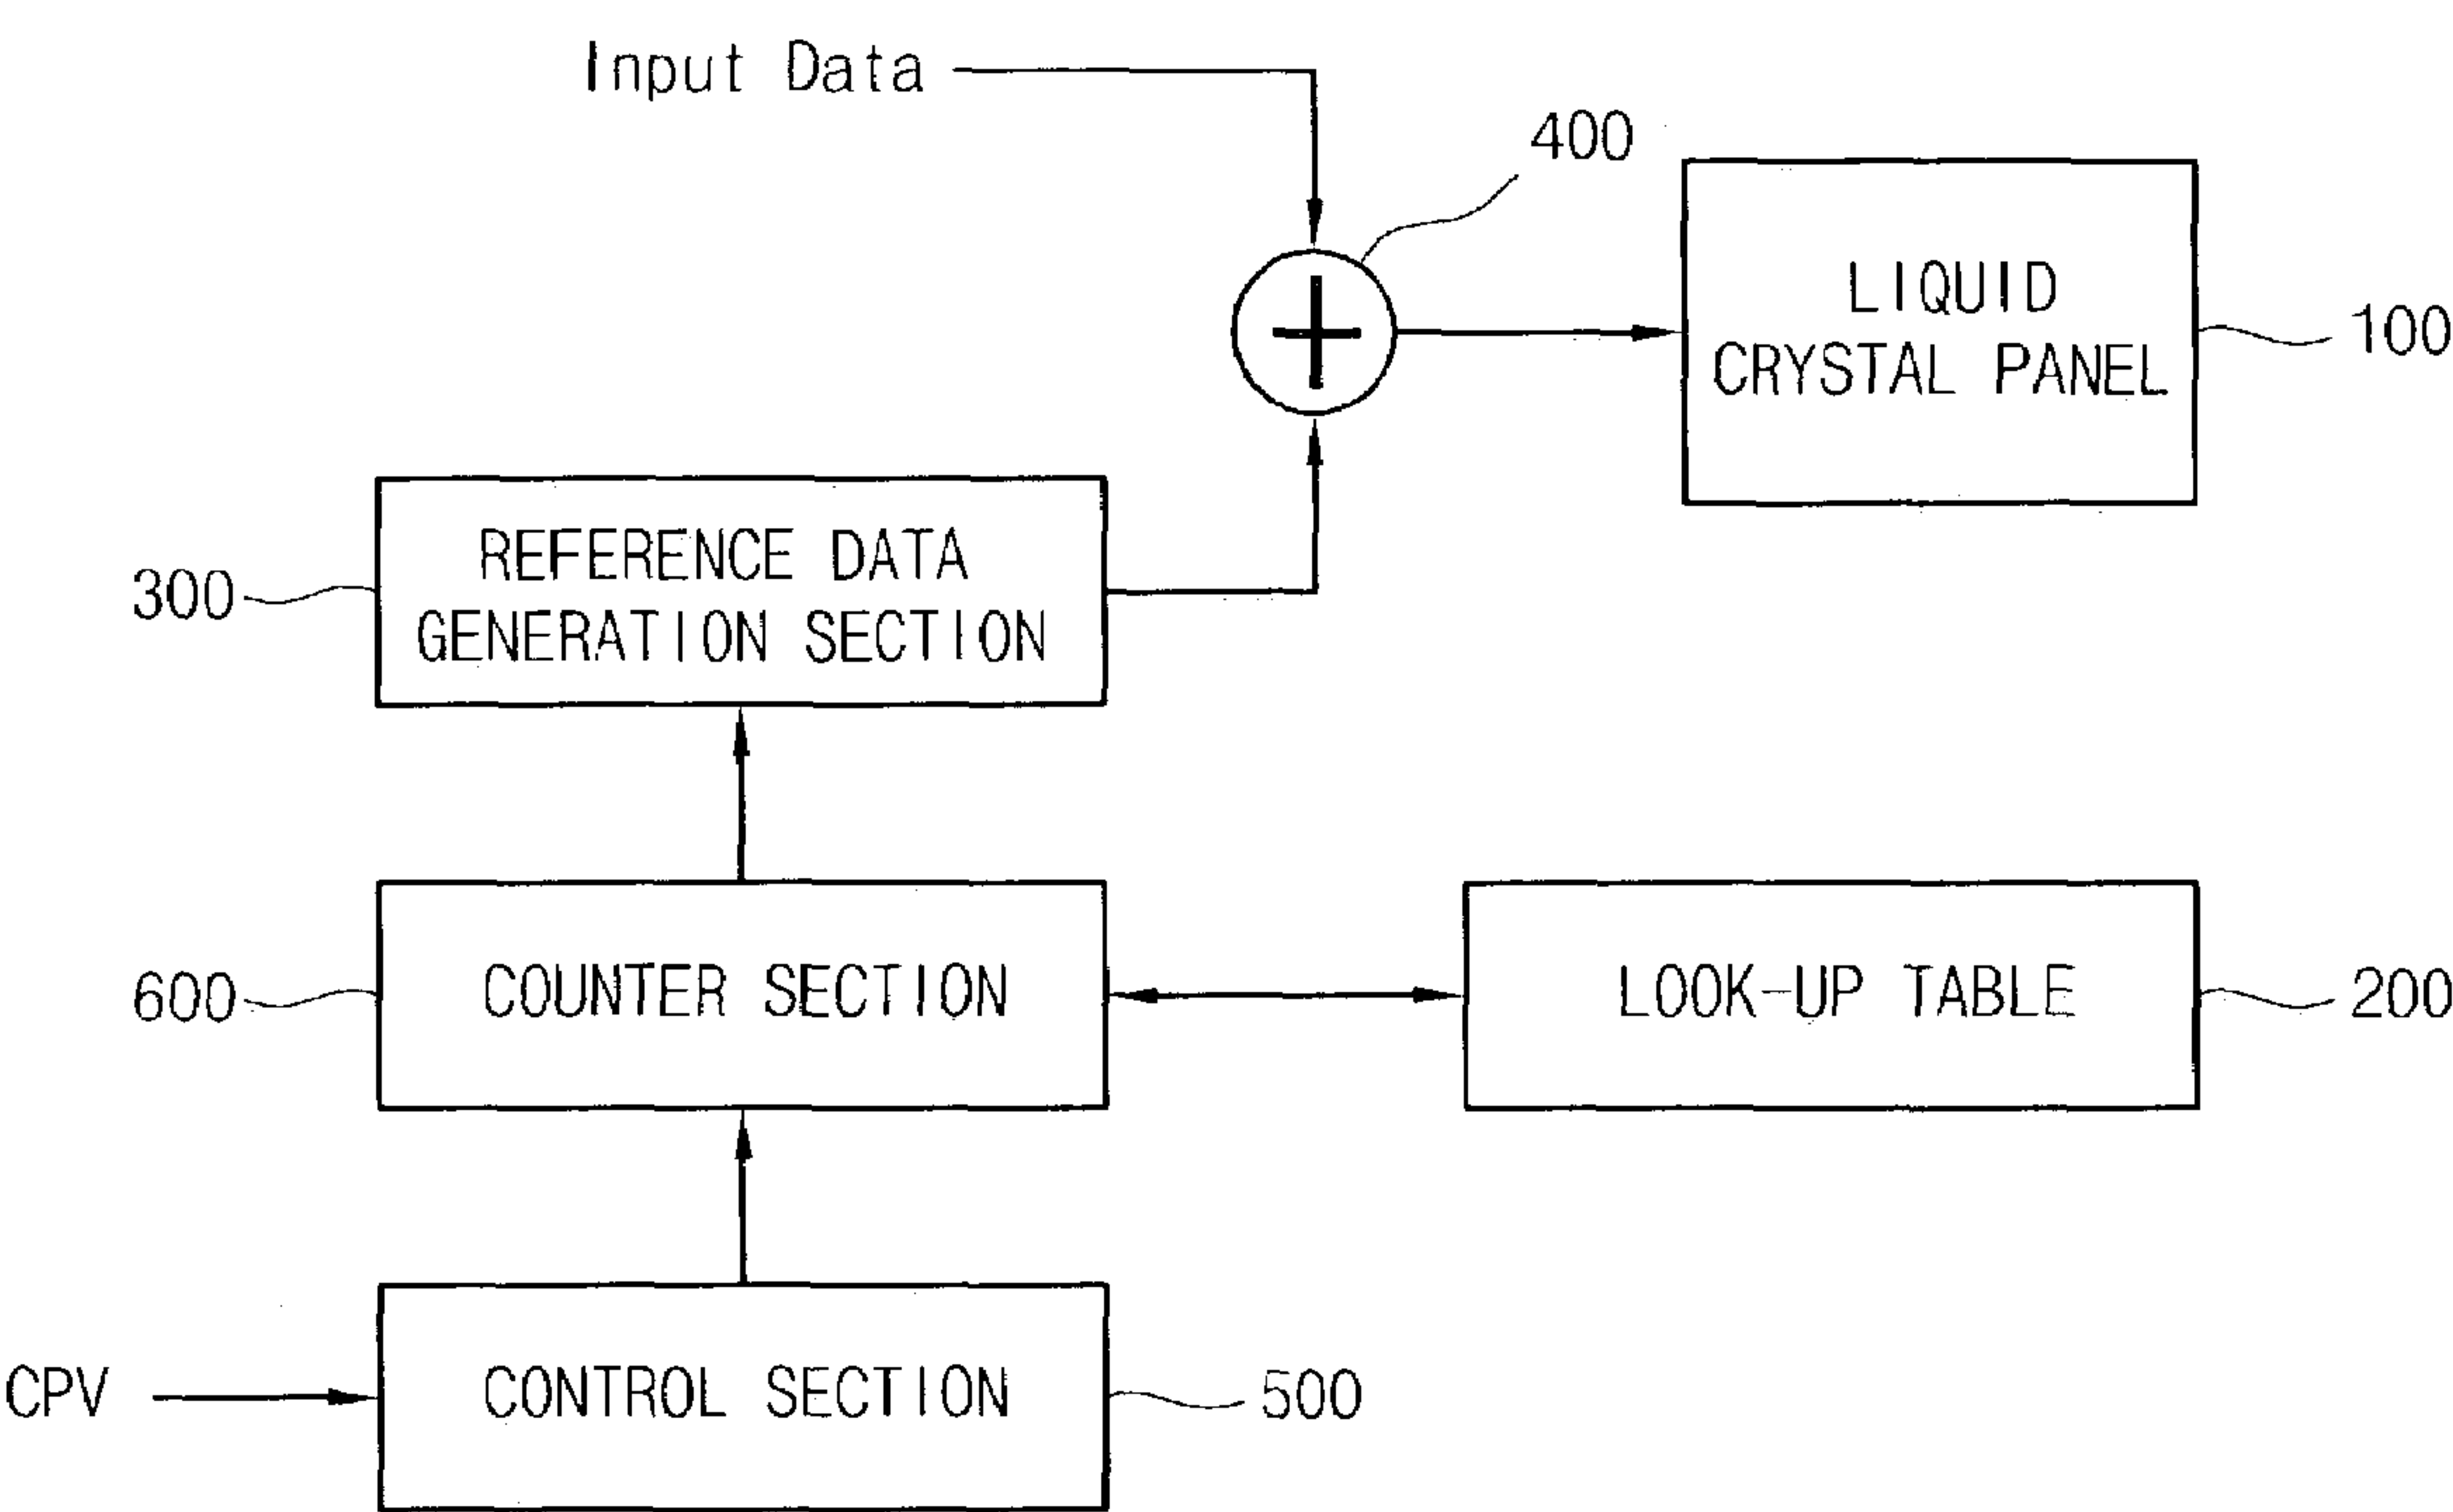 Input Data
400
LIQUID
CRYSTAL PANEL
100
REFERENCE DATA
GENERATION SECTION
300
COUNTER SECTION
600
LOOK-UP TABLE
200
CPV
CONTROL SECTION
500